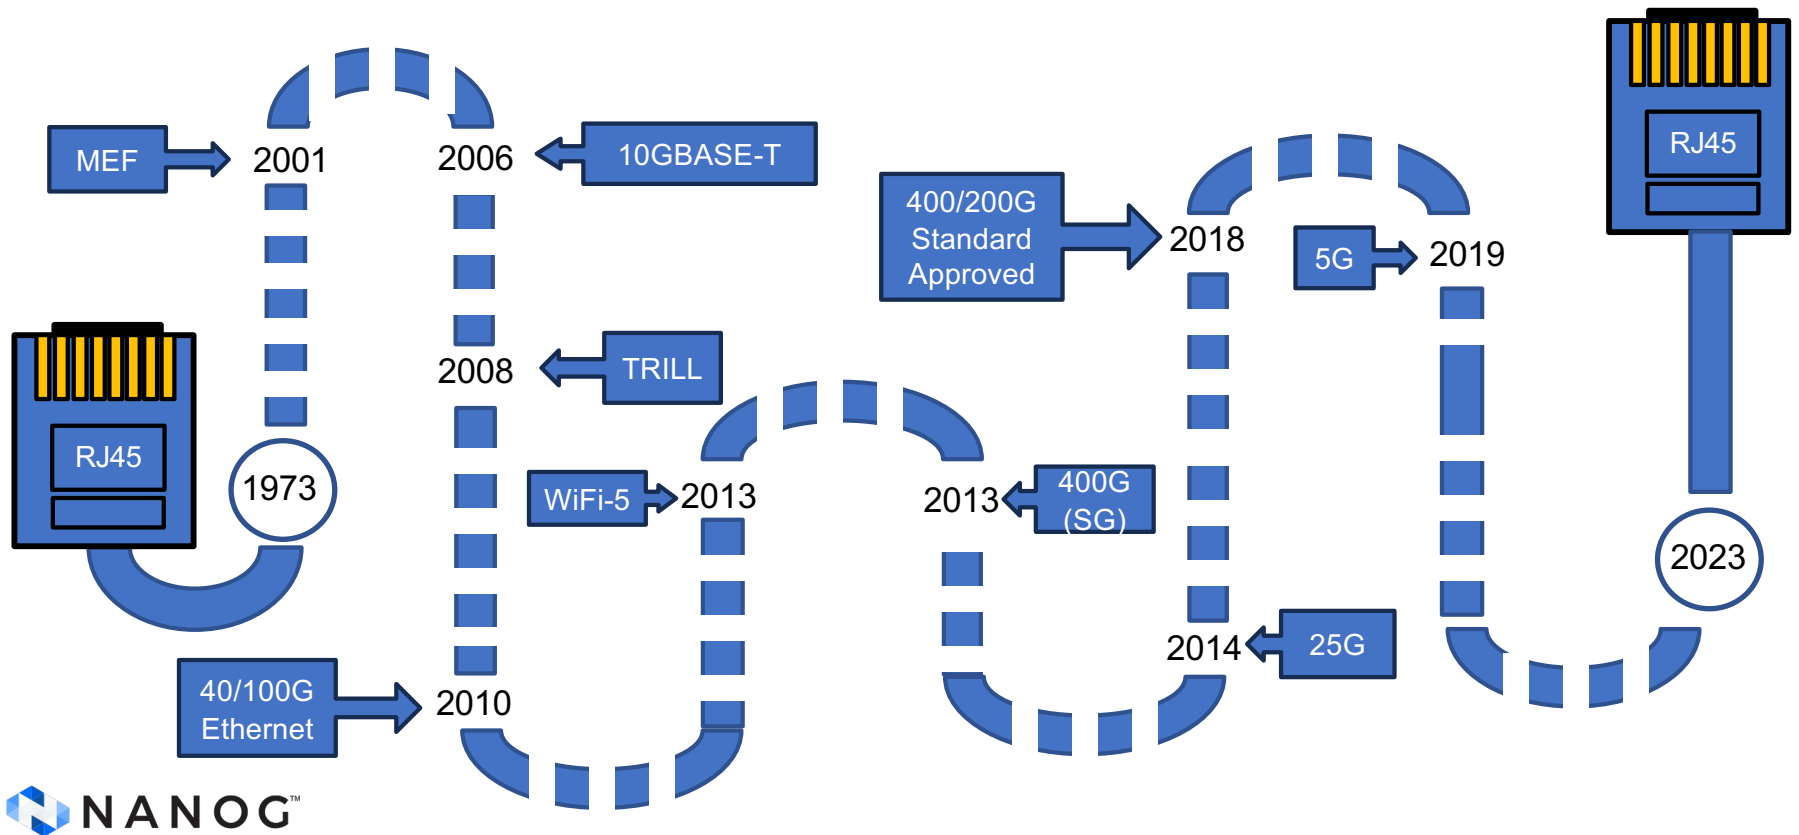 RJ45
1973
MEF
2001
2006
10GBASE-T
2008
TRILL
40/100G
Ethernet
2010
WiFi-5
2013
2013
400G
(SG)
2014
25G
400/200G
Standard
Approved
2018
5G
2019
2023
RJ45
NANOG™